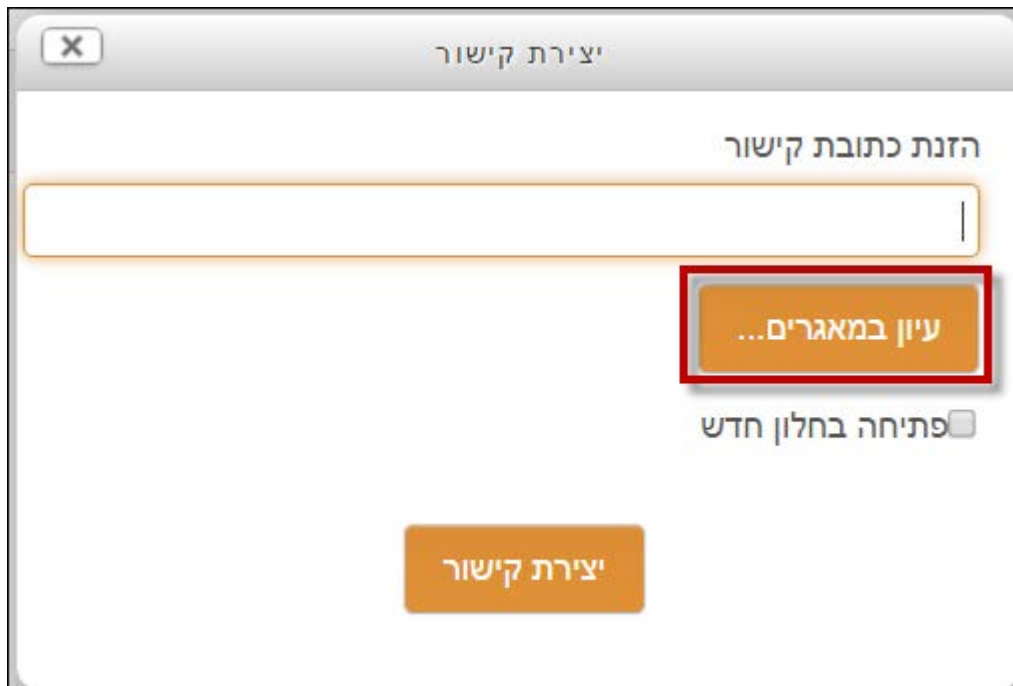 יצירת קישור
הזנת כתובת קישור
עיון במאגרים...
פתיחה בחלון חדש
יצירת קישור